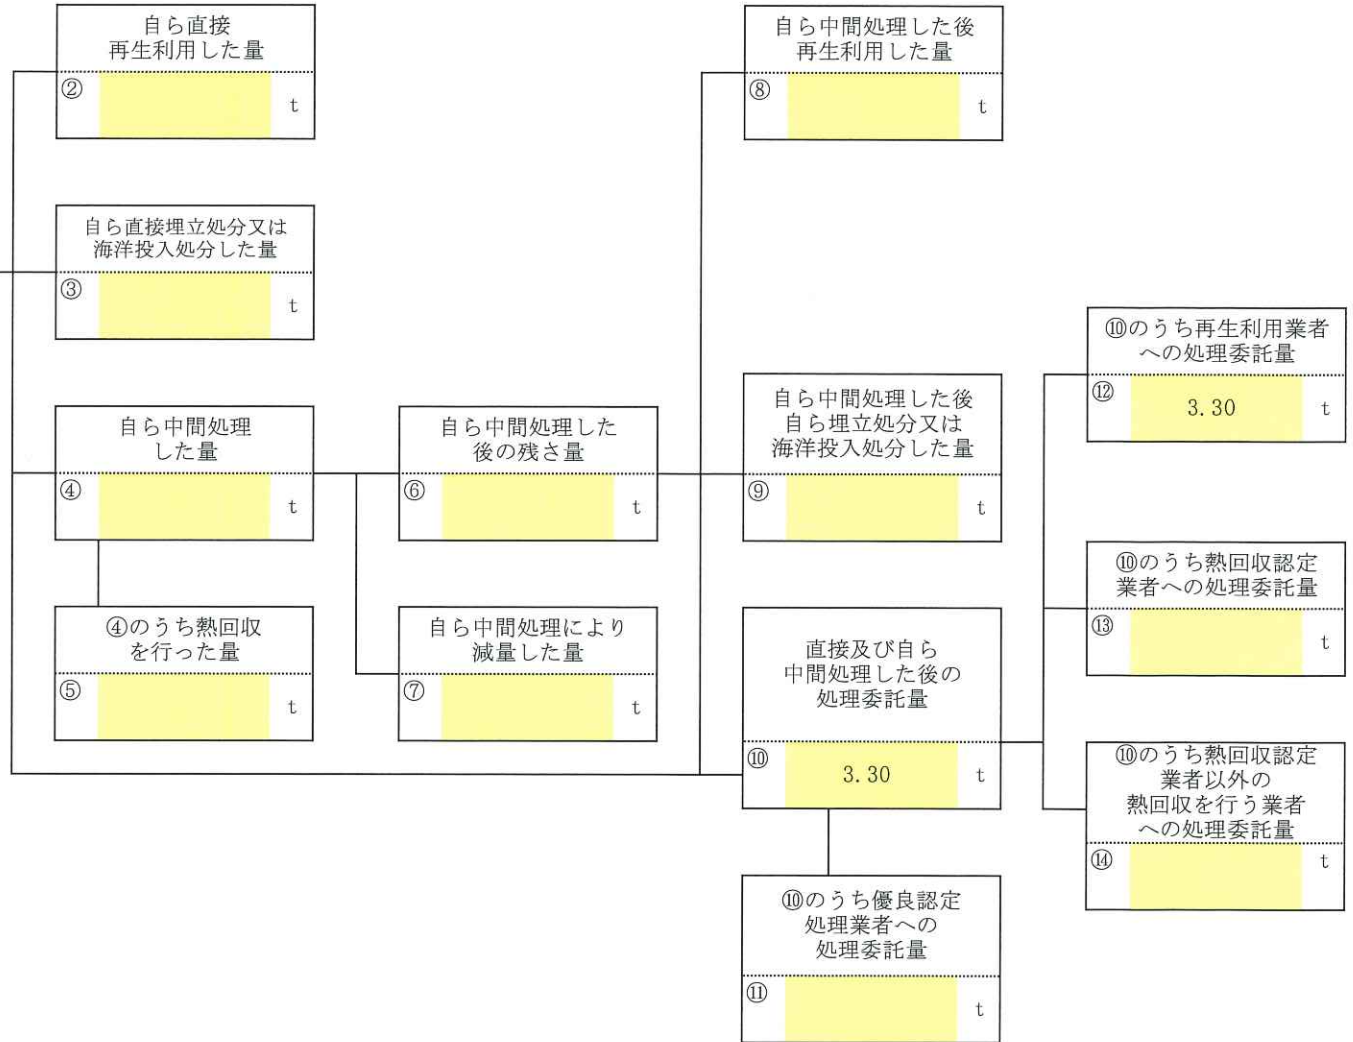 自ら直接
再生利用した量
② t
自ら中間処理した後
再生利用した量
⑧ t
自ら直接埋立処分又は
海洋投入処分した量
③ t
⑩のうち再生利用業者
への処理委託量
⑫ 3.30 t
自ら中間処理
した量
④ t
自ら中間処理した
後の残さ量
⑥ t
自ら中間処理した後
自ら埋立処分又は
海洋投入処分した量
⑨ t
⑩のうち熱回収認定
業者への処理委託量
⑬ t
④のうち熱回収
を行った量
⑤ t
自ら中間処理により
減量した量
⑦ t
直接及び自ら
中間処理した後の
処理委託量
⑩ 3.30 t
⑩のうち熱回収認定
業者以外の
熱回収を行う業者
への処理委託量
⑭ t
⑩のうち優良認定
処理業者への
処理委託量
⑪ t